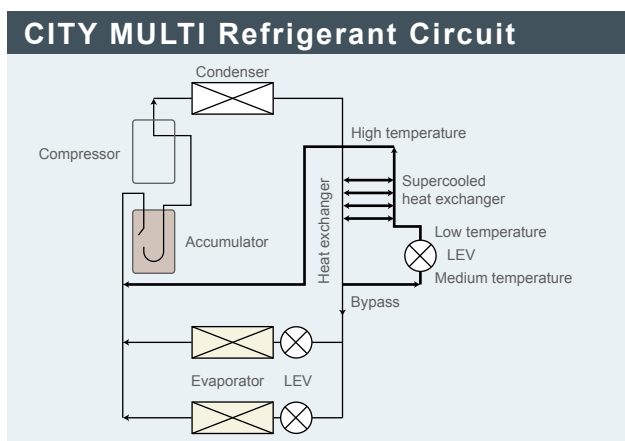 CITY MULTI Refrigerant Circuit
Condenser
High temperature
Compressor
Supercooled
heat exchanger
Heat exchanger
Low temperature
Accumulator
LEV
Medium temperature
Bypass
Evaporator
LEV